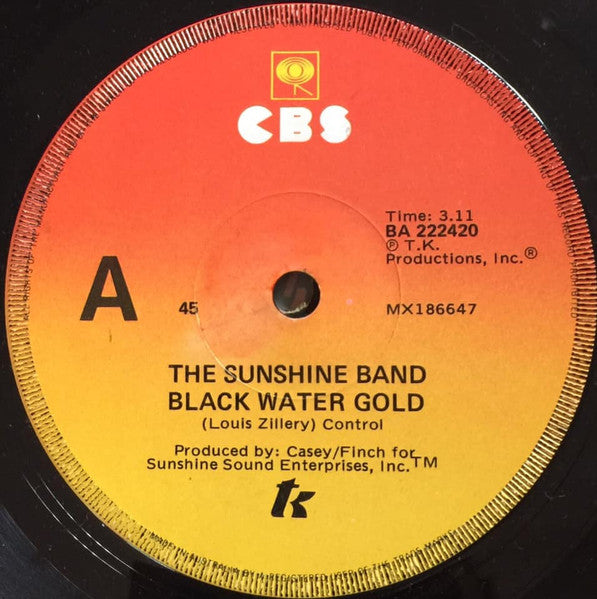 CBS
Time: 3.11
BA 222420
Ⓟ T.K.
Productions, Inc.®
A
45
MX186647
THE SUNSHINE BAND
BLACK WATER GOLD
(Louis Zillery) Control
Produced by: Casey/Finch for
Sunshine Sound Enterprises, Inc.™
tk